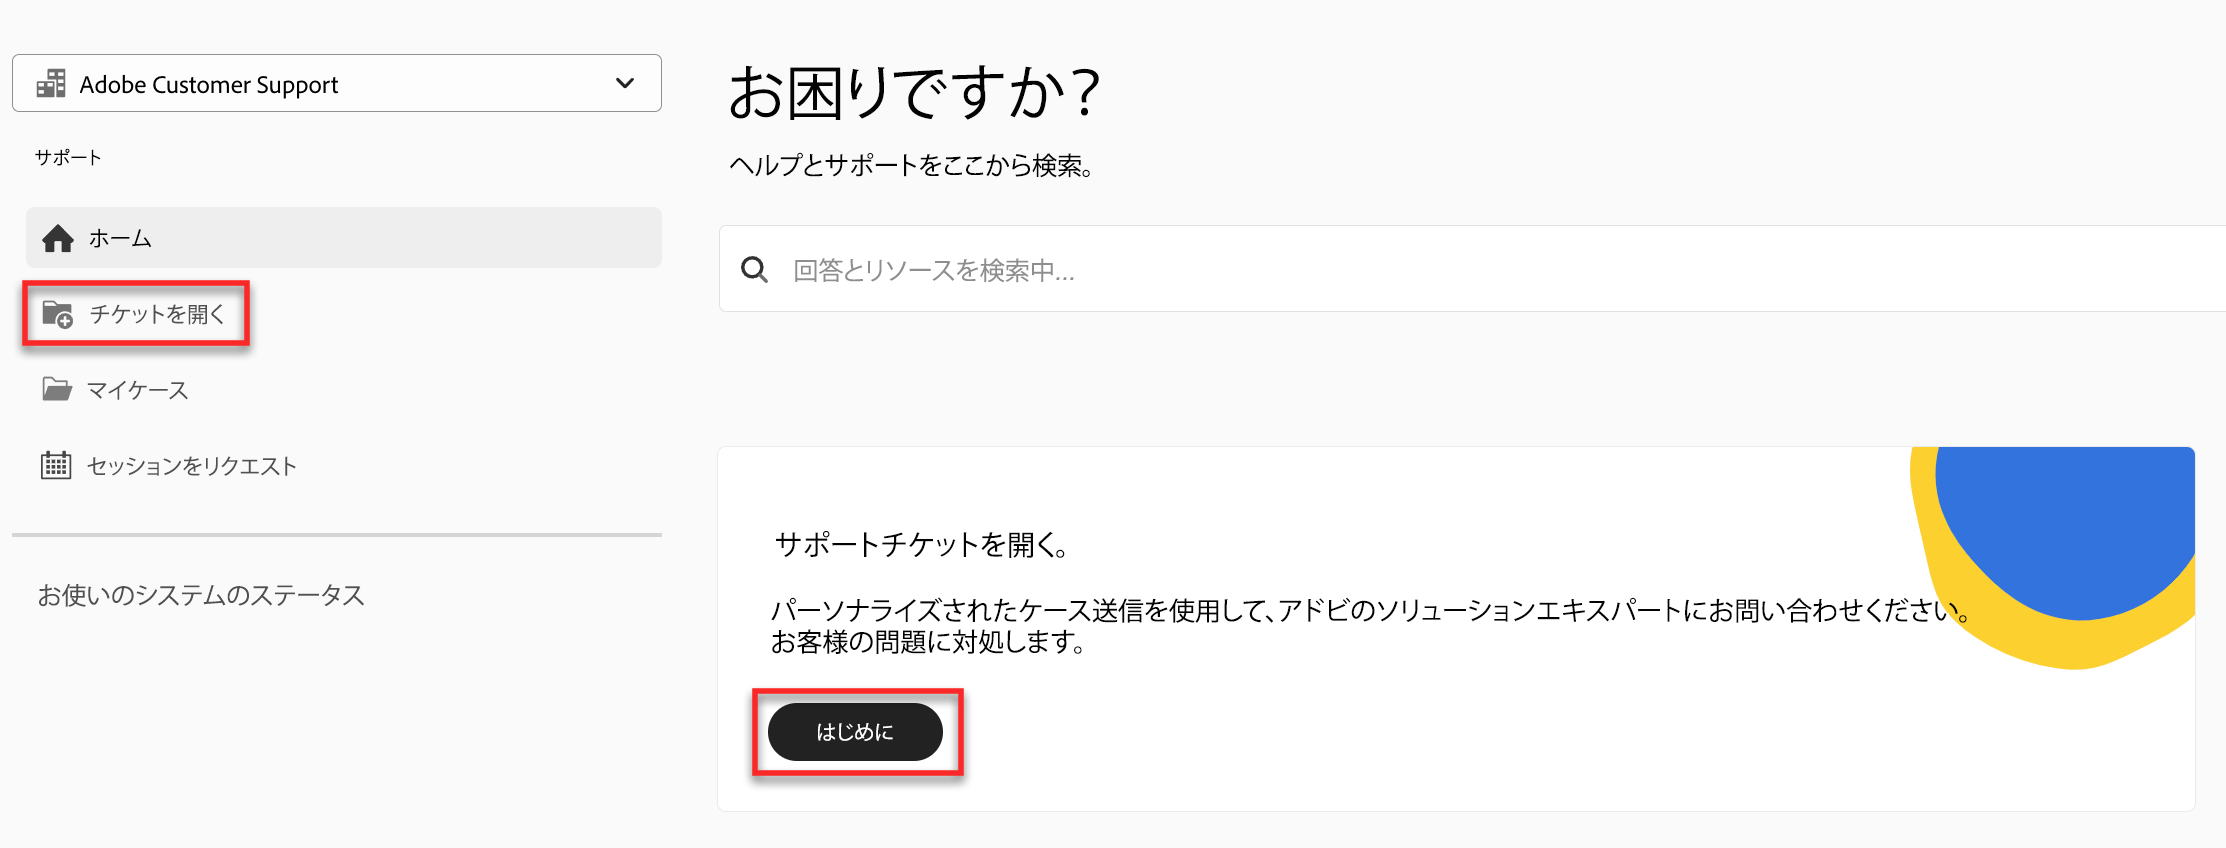 Adobe Customer Support
サポート
ホーム
チケットを開く
マイケース
セッションをリクエスト
お使いのシステムのステータス
お困りですか？
ヘルプとサポートをここから検索。
回答とリソースを検索中...
サポートチケットを開く。
パーソナライズされたケース送信を使用して、アドビのソリューションエキスパートにお問い合わせください。
お客様の問題に対処します。
はじめに